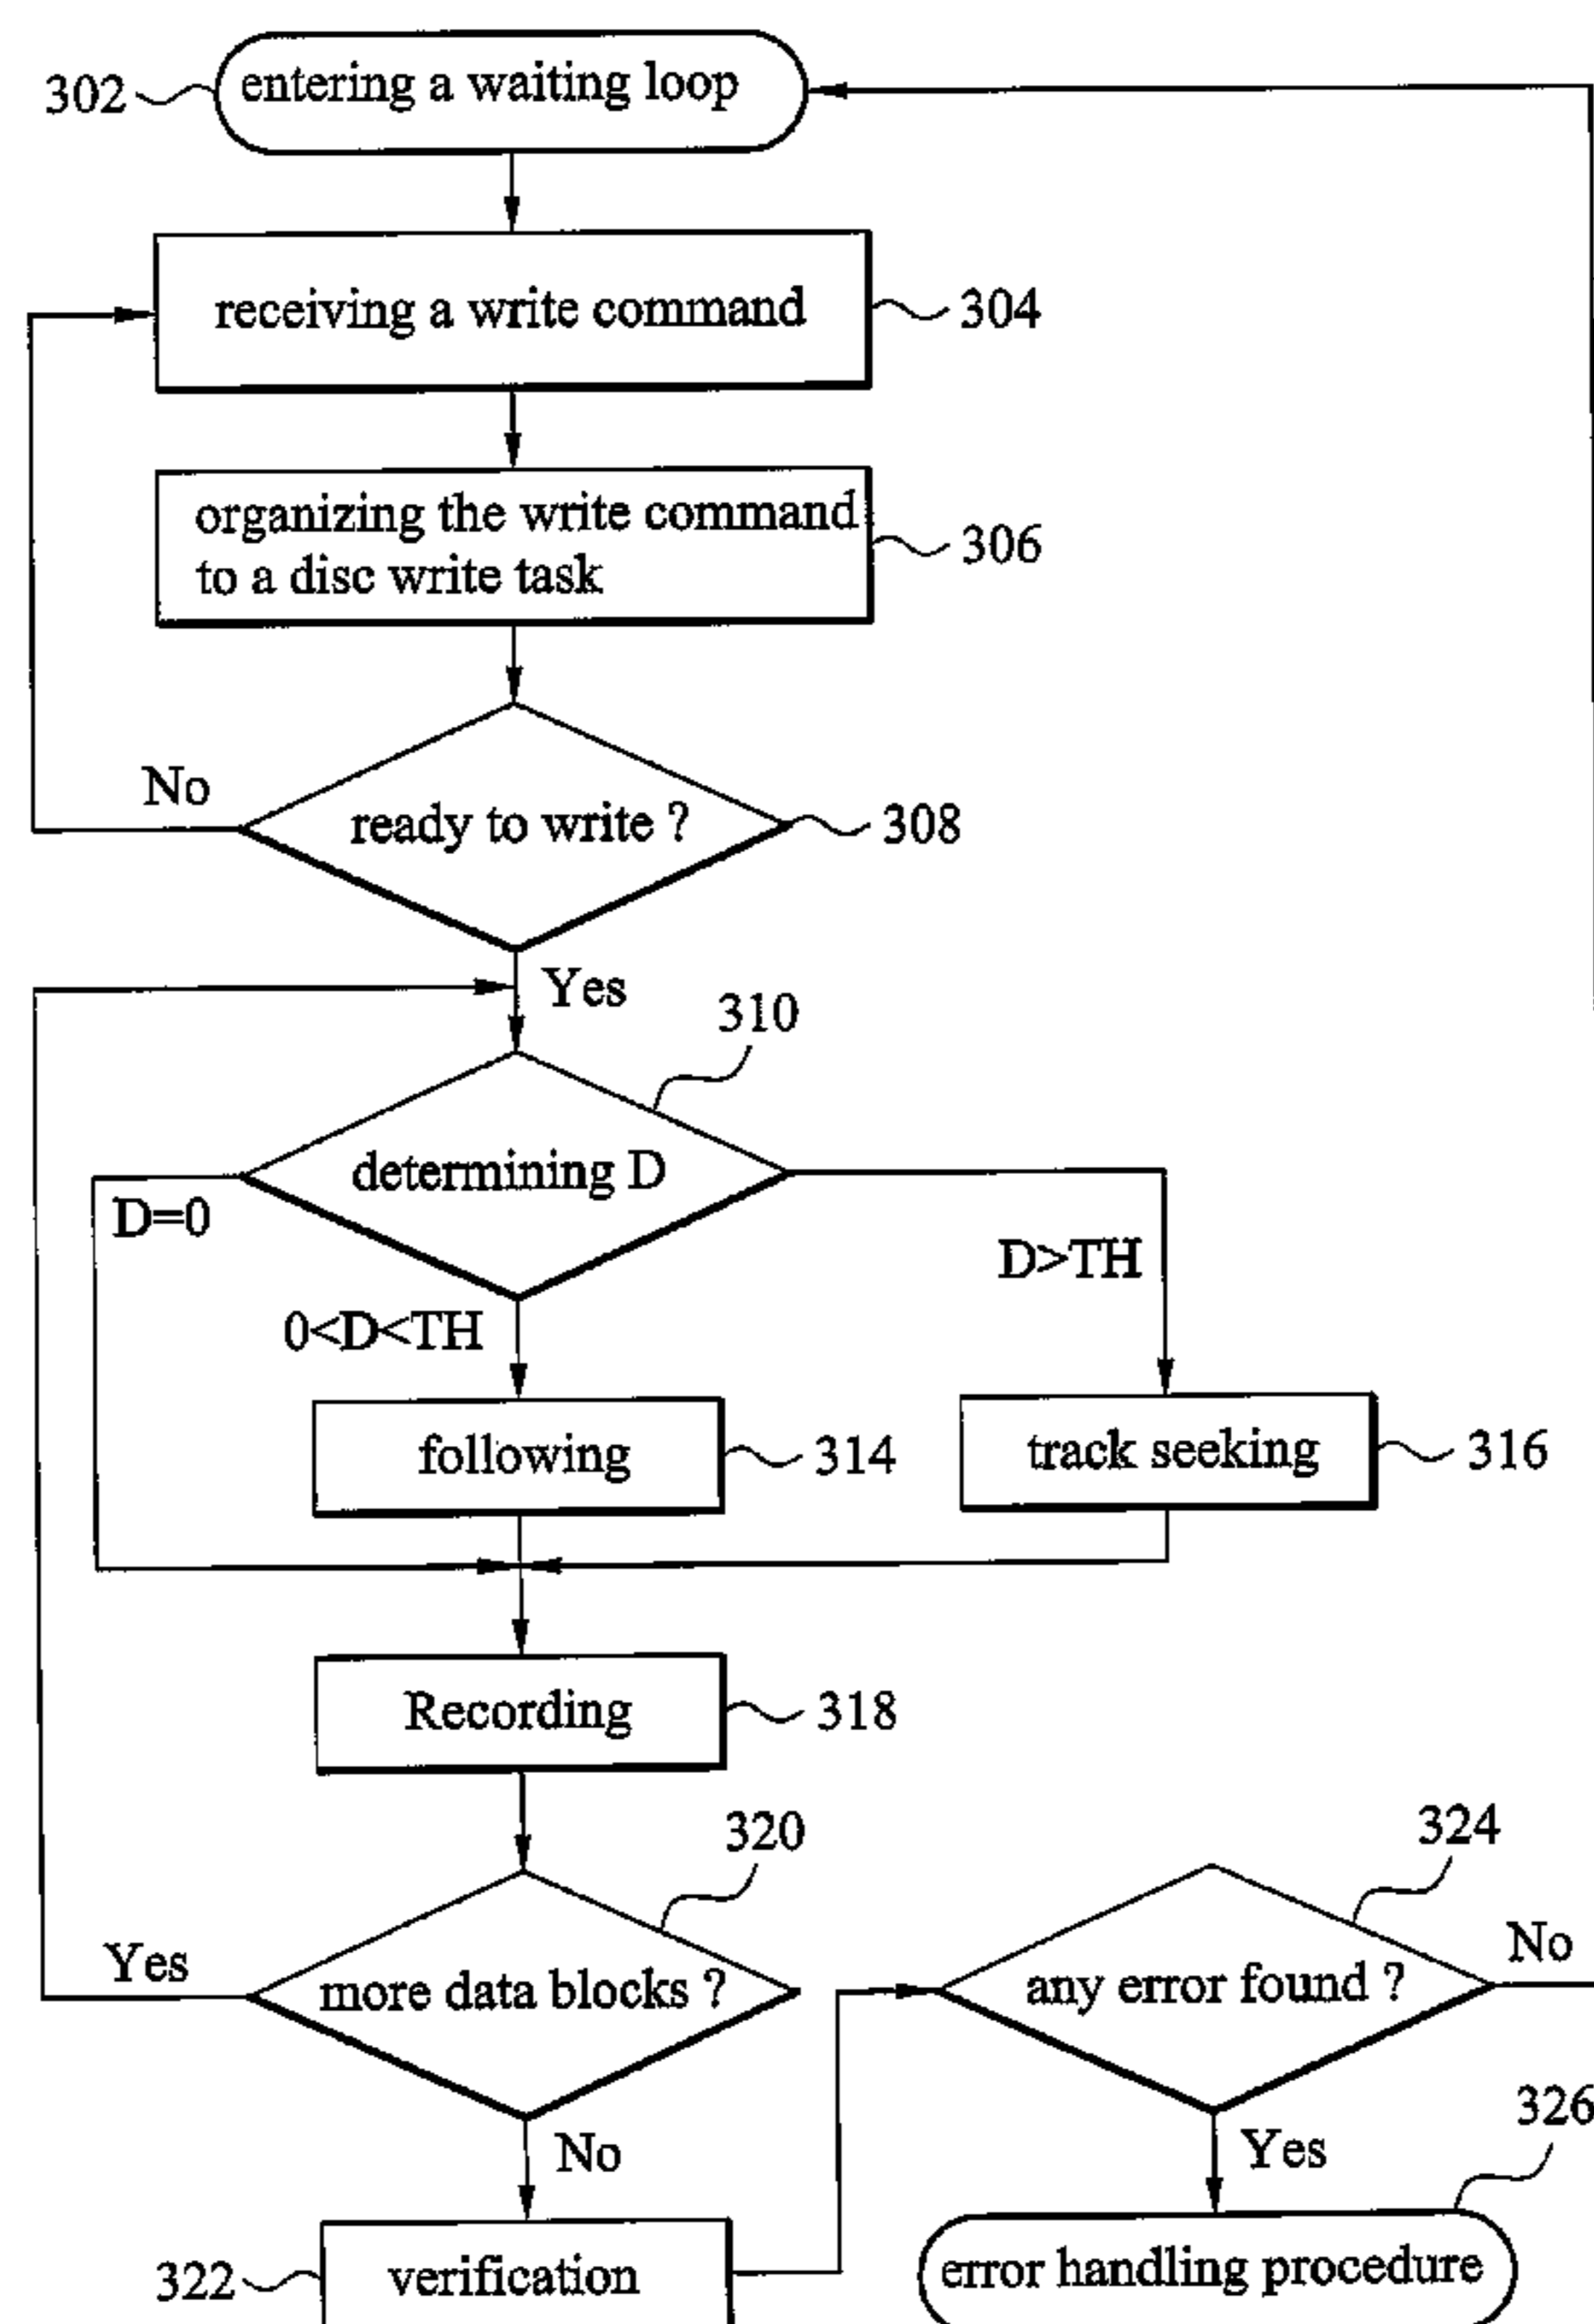 302
entering a waiting loop
receiving a write command
304
organizing the write command
to a disc write task
306
No
ready to write ?
308
Yes
310
determining D
D=0
D>TH
0<D<TH
following
314
track seeking
316
Recording
318
320
324
Yes
more data blocks ?
any error found ?
No
No
Yes
326
322
verification
error handling procedure